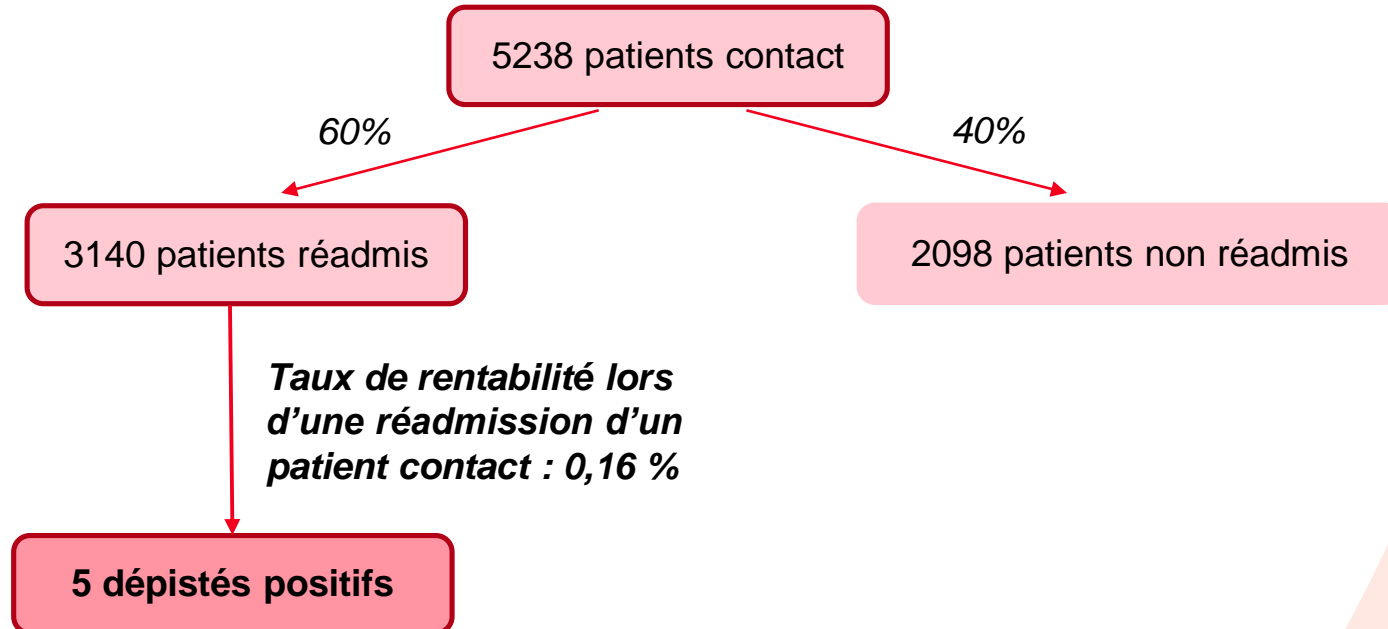 5238 patients contact
60%
40%
3140 patients réadmis
2098 patients non réadmis
Taux de rentabilité lors
d’une réadmission d’un
patient contact : 0,16 %
5 dépistés positifs